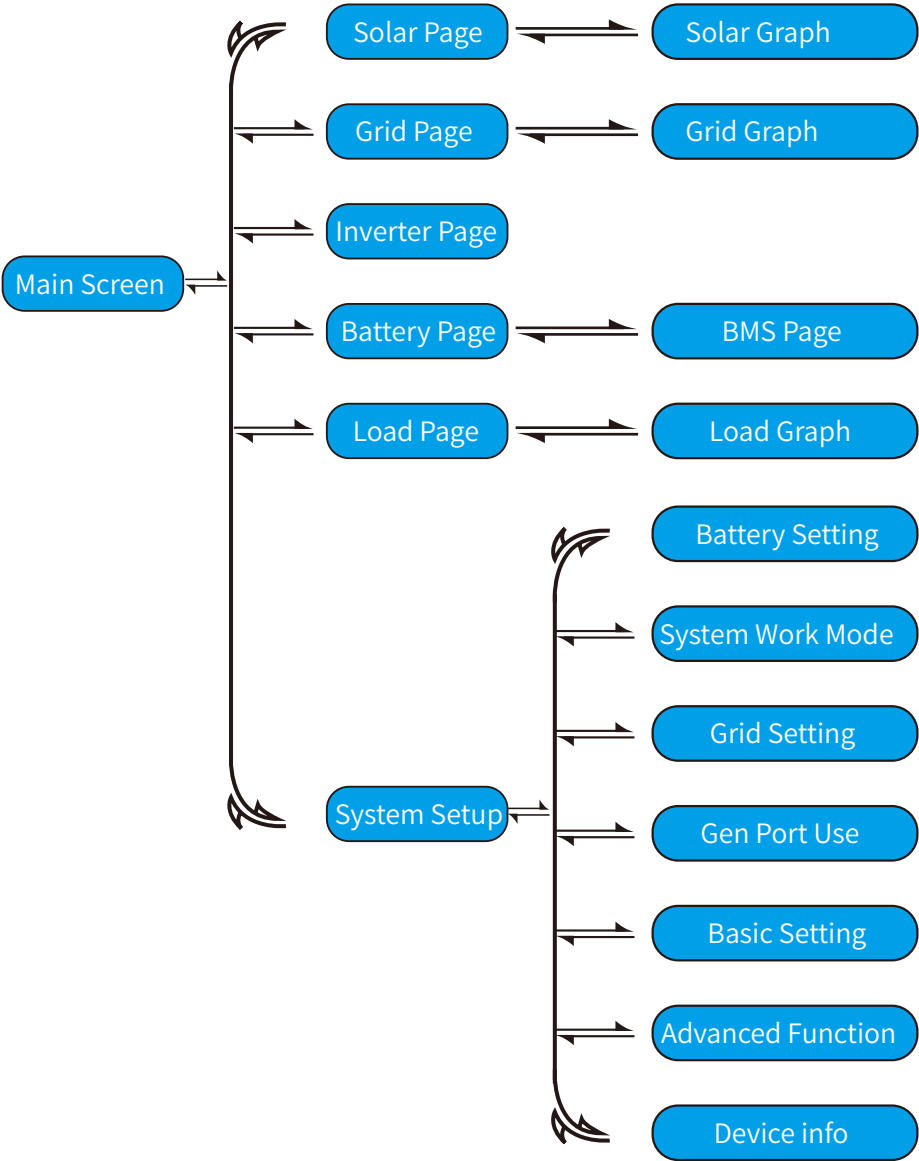 Solar Page
Solar Graph
Grid Page
Grid Graph
Inverter Page
Main Screen
Battery Page
BMS Page
Load Page
Load Graph
Battery Setting
System Work Mode
Grid Setting
System Setup
Gen Port Use
Basic Setting
Advanced Function
Device info